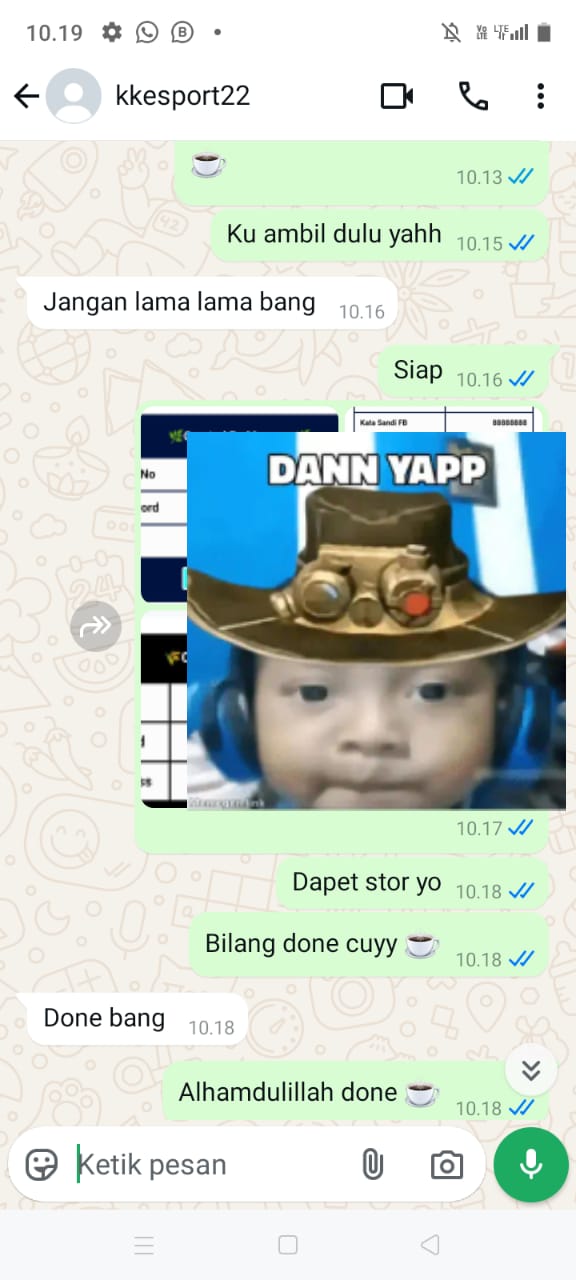 10.19
kkesport22
10.13
Ku ambil dulu yahh 10.15
Jangan lama lama bang 10.16
Siap 10.16
Kata Sandi FB 88888888
No
ord
DANN YAPP
10.17
Dapet stor yo 10.18
Bilang done cuyy 10.18
Done bang 10.18
Alhamdulillah done 10.18
Ketik pesan